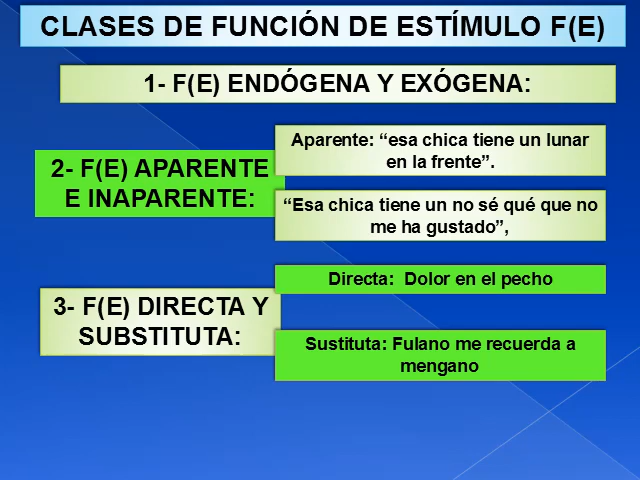 CLASES DE FUNCIÓN DE ESTÍMULO F(E)
1- F(E) ENDÓGENA Y EXÓGENA:
2- F(E) APARENTE
E INAPARENTE:
Aparente: “esa chica tiene un lunar
en la frente”.
“Esa chica tiene un no sé qué que no
me ha gustado”,
3- F(E) DIRECTA Y
SUBSTITUTA:
Directa:  Dolor en el pecho
Sustituta: Fulano me recuerda a
mengano